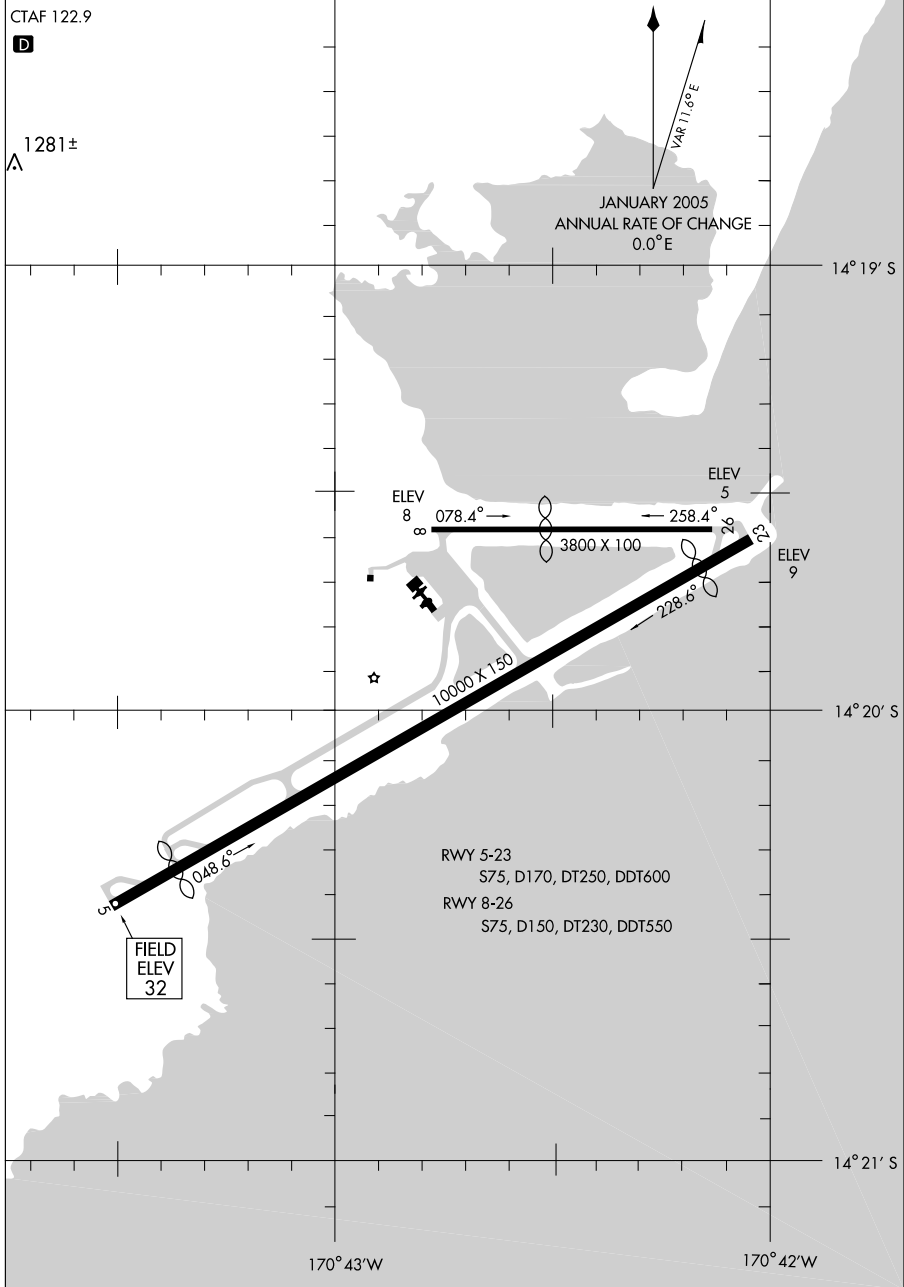 CTAF 122.9
D
1281±
VAR 11.6° E
JANUARY 2005
ANNUAL RATE OF CHANGE
0.0° E
14° 19' S
ELEV
8
8
078.4°
258.4°
3800 X 100
ELEV
5
26
23
ELEV
9
228.6°
10000 X 150
14° 20' S
048.6°
5
FIELD
ELEV
32
RWY 5-23
S75, D170, DT250, DDT600
RWY 8-26
S75, D150, DT230, DDT550
14° 21' S
170° 43'W
170° 42'W